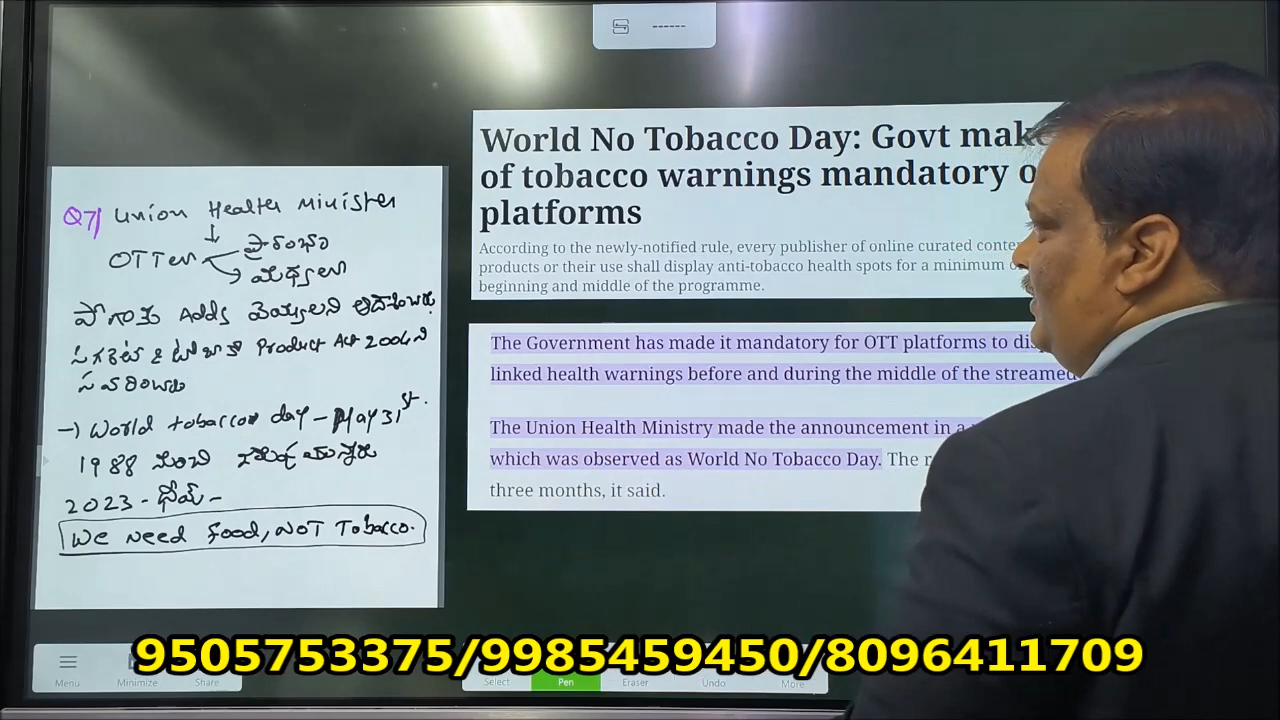 ------
Q7) Union Health Minister
OTTలు ప్రారంభం
మధ్యలో
పొగాకు Adds వెయ్యాలని ఆదేశించారు.
సిగరెట్ & టుబాకో Product Act 2004ని
సవరించారు
→ World tobacco day - May 31st.
1988 నుంచి
2023 - థీమ్ -
We need food, NOT Tobacco.
World No Tobacco Day: Govt make
of tobacco warnings mandatory o
platforms
According to the newly-notified rule, every publisher of online curated conte
products or their use shall display anti-tobacco health spots for a minimum o
beginning and middle of the programme.
The Government has made it mandatory for OTT platforms to dis
linked health warnings before and during the middle of the streamed
The Union Health Ministry made the announcement in a
which was observed as World No Tobacco Day. The r
three months, it said.
9505753375/9985459450/8096411709
Menu Minimize Share Select Pen Eraser Undo More